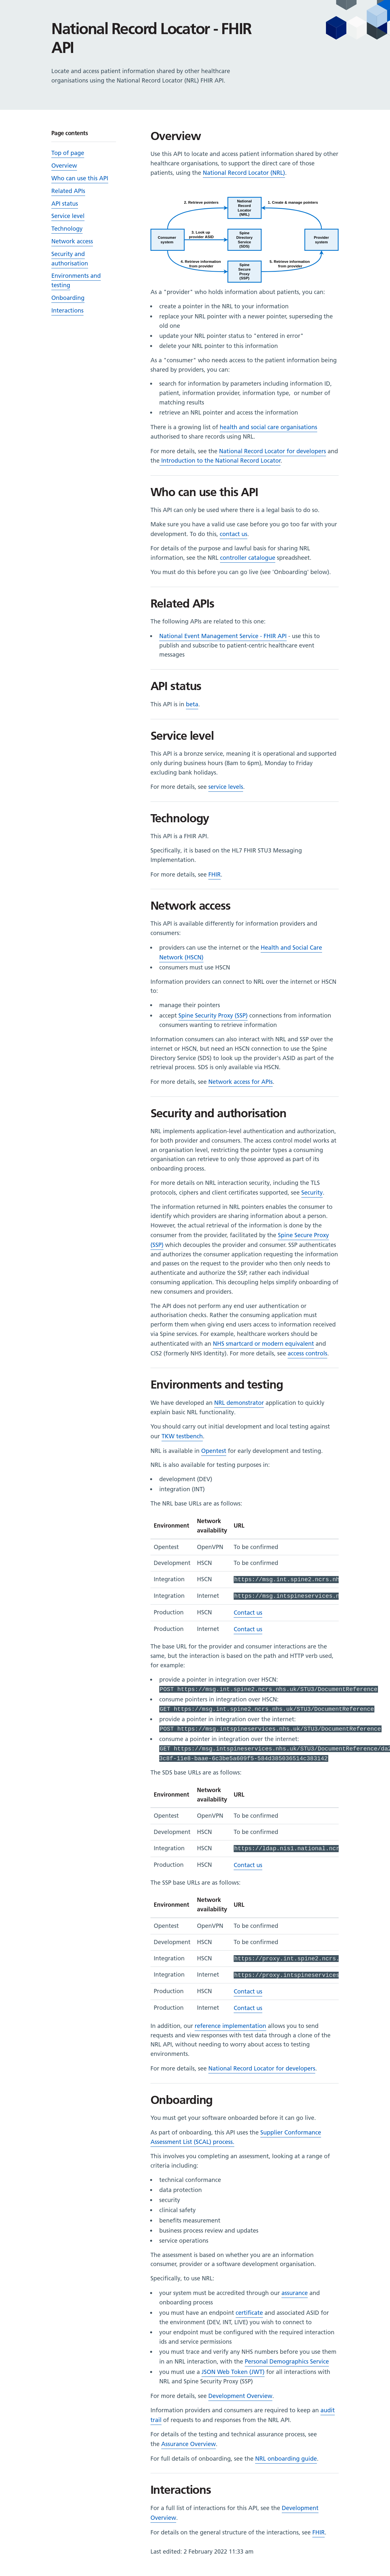 National Record Locator - FHIR
API
Locate and access patient information shared by other healthcare
organisations using the National Record Locator (NRL) FHIR API.
Page contents
Top of page
Overview
Who can use this API
Related APIs
API status
Service level
Technology
Network access
Security and
authorisation
Environments and
testing
Onboarding
Interactions
Overview
Use this API to locate and access patient information shared by other
healthcare organisations, to support the direct care of those
patients, using the National Record Locator (NRL).
2. Retrieve pointers
National
Record
Locator
(NRL)
1. Create & manage pointers
Consumer
system
3. Look up
provider ASID
Spine
Directory
Service
(SDS)
Provider
system
4. Retrieve information
from provider
Spine
Secure
Proxy
(SSP)
5. Retrieve information
from provider
As a "provider" who holds information about patients, you can:
• create a pointer in the NRL to your information
• replace your NRL pointer with a newer pointer, superseding the
old one
• update your NRL pointer status to "entered in error"
• delete your NRL pointer to this information
As a "consumer" who needs access to the patient information being
shared by providers, you can:
• search for information by parameters including information ID,
patient, information provider, information type, or number of
matching results
• retrieve an NRL pointer and access the information
There is a growing list of health and social care organisations
authorised to share records using NRL.
For more details, see the National Record Locator for developers and
the Introduction to the National Record Locator.
Who can use this API
This API can only be used where there is a legal basis to do so.
Make sure you have a valid use case before you go too far with your
development. To do this, contact us.
For details of the purpose and lawful basis for sharing NRL
information, see the NRL controller catalogue spreadsheet.
You must do this before you can go live (see 'Onboarding' below).
Related APIs
The following APIs are related to this one:
• National Event Management Service - FHIR API - use this to
publish and subscribe to patient-centric healthcare event
messages
API status
This API is in beta.
Service level
This API is a bronze service, meaning it is operational and supported
only during business hours (8am to 6pm), Monday to Friday
excluding bank holidays.
For more details, see service levels.
Technology
This API is a FHIR API.
Specifically, it is based on the HL7 FHIR STU3 Messaging
Implementation.
For more details, see FHIR.
Network access
This API is available differently for information providers and
consumers:
• providers can use the internet or the Health and Social Care
Network (HSCN)
• consumers must use HSCN
Information providers can connect to NRL over the internet or HSCN
to:
• manage their pointers
• accept Spine Security Proxy (SSP) connections from information
consumers wanting to retrieve information
Information consumers can also interact with NRL and SSP over the
internet or HSCN, but need an HSCN connection to use the Spine
Directory Service (SDS) to look up the provider's ASID as part of the
retrieval process. SDS is only available via HSCN.
For more details, see Network access for APIs.
Security and authorisation
NRL implements application-level authentication and authorization,
for both provider and consumers. The access control model works at
an organisation level, restricting the pointer types a consuming
organisation can retrieve to only those approved as part of its
onboarding process.
For more details on NRL interaction security, including the TLS
protocols, ciphers and client certificates supported, see Security.
The information returned in NRL pointers enables the consumer to
identify which providers are sharing information about a person.
However, the actual retrieval of the information is done by the
consumer from the provider, facilitated by the Spine Secure Proxy
(SSP) which decouples the provider and consumer. SSP authenticates
and authorizes the consumer application requesting the information
and passes on the request to the provider who then only needs to
authenticate and authorize the SSP, rather each individual
consuming application. This decoupling helps simplify onboarding of
new consumers and providers.
The API does not perform any end user authentication or
authorisation checks. Rather the consuming application must
perform them when giving end users access to information received
via Spine services. For example, healthcare workers should be
authenticated with an NHS smartcard or modern equivalent and
CIS2 (formerly NHS Identity). For more details, see access controls.
Environments and testing
We have developed an NRL demonstrator application to quickly
explain basic NRL functionality.
You should carry out initial development and local testing against
our TKW testbench.
NRL is available in Opentest for early development and testing.
NRL is also available for testing purposes in:
• development (DEV)
• integration (INT)
The NRL base URLs are as follows:
Environment Network availability URL
Opentest OpenVPN To be confirmed
Development HSCN To be confirmed
Integration HSCN https://msg.int.spine2.ncrs.nh
Integration Internet https://msg.intspineservices.n
Production HSCN Contact us
Production Internet Contact us
The base URL for the provider and consumer interactions are the
same, but the interaction is based on the path and HTTP verb used,
for example:
• provide a pointer in integration over HSCN:
POST https://msg.int.spine2.ncrs.nhs.uk/STU3/DocumentReference
• consume pointers in integration over HSCN:
GET https://msg.int.spine2.ncrs.nhs.uk/STU3/DocumentReference
• provide a pointer in integration over the internet:
POST https://msg.intspineservices.nhs.uk/STU3/DocumentReference
• consume a pointer in integration over the internet:
GET https://msg.intspineservices.nhs.uk/STU3/DocumentReference/da2
The SDS base URLs are as follows:
Environment Network availability URL
Opentest OpenVPN To be confirmed
Development HSCN To be confirmed
Integration HSCN https://ldap.nis1.national.ncr
Production HSCN Contact us
The SSP base URLs are as follows:
Environment Network availability URL
Opentest OpenVPN To be confirmed
Development HSCN To be confirmed
Integration HSCN https://proxy.int.spine2.ncrs.
Integration Internet https://proxy.intspineservices
Production HSCN Contact us
Production Internet Contact us
In addition, our reference implementation allows you to send
requests and view responses with test data through a clone of the
NRL API, without needing to worry about access to testing
environments.
For more details, see National Record Locator for developers.
Onboarding
You must get your software onboarded before it can go live.
As part of onboarding, this API uses the Supplier Conformance
Assessment List (SCAL) process.
This involves you completing an assessment, looking at a range of
criteria including:
• technical conformance
• data protection
• security
• clinical safety
• benefits measurement
• business process review and updates
• service operations
The assessment is based on whether you are an information
consumer, provider or a software development organisation.
Specifically, to use NRL:
• your system must be accredited through our assurance and
onboarding process
• you must have an endpoint certificate and associated ASID for
the environment (DEV, INT, LIVE) you wish to connect to
• your endpoint must be configured with the required interaction
ids and service permissions
• you must trace and verify any NHS numbers before you use them
in an NRL interaction, with the Personal Demographics Service
• you must use a JSON Web Token (JWT) for all interactions with
NRL and Spine Security Proxy (SSP)
For more details, see Development Overview.
Information providers and consumers are required to keep an audit
trail of requests to and responses from the NRL API.
For details of the testing and technical assurance process, see
the Assurance Overview.
For full details of onboarding, see the NRL onboarding guide.
Interactions
For a full list of interactions for this API, see the Development
Overview.
For details on the general structure of the interactions, see FHIR.
Last edited: 2 February 2022 11:33 am